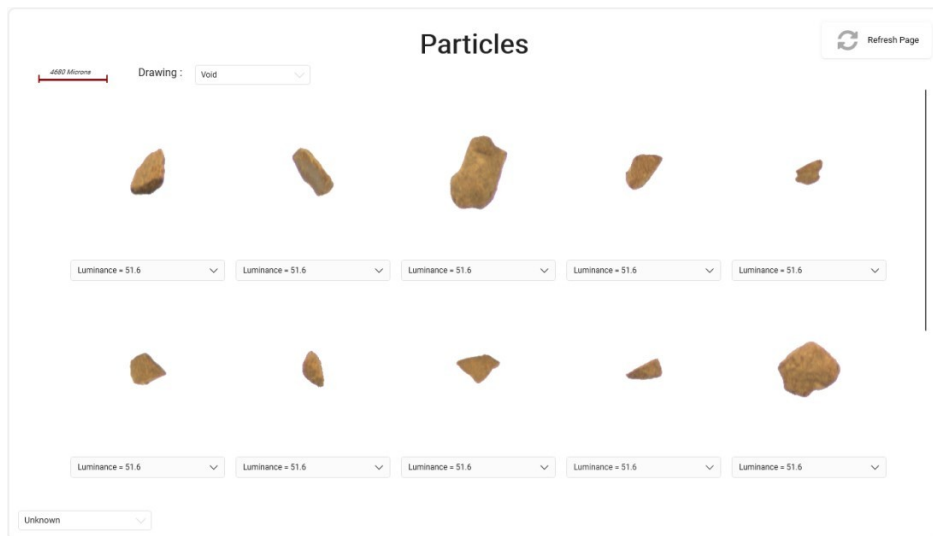 Particles
Refresh Page
4680 Microns
Drawing :
Void
Luminance = 51.6
Luminance = 51.6
Luminance = 51.6
Luminance = 51.6
Luminance = 51.6
Luminance = 51.6
Luminance = 51.6
Luminance = 51.6
Luminance = 51.6
Luminance = 51.6
Unknown